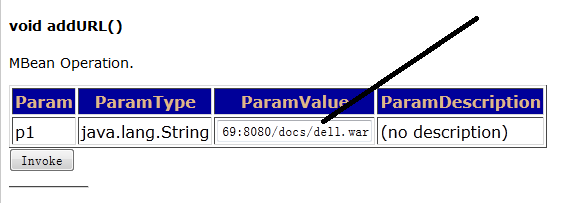 void addURL()
MBean Operation.
Param ParamType ParamValue ParamDescription
p1 java.lang.String 69:8080/docs/dell.war (no description)
Invoke